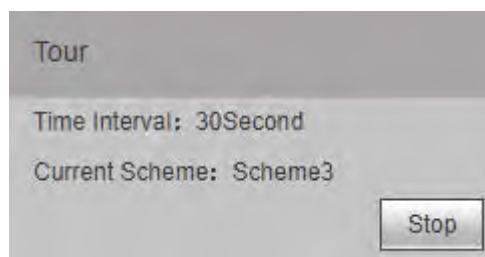 Tour
Time Interval： 30Second
Current Scheme： Scheme3
Stop